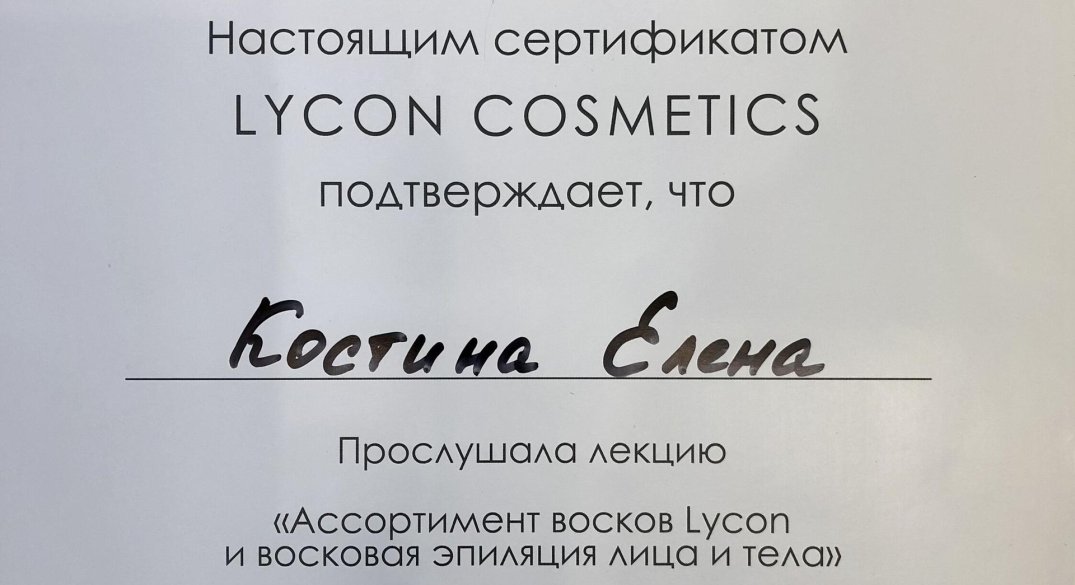 Настоящим сертификатом
LYCON COSMETICS
подтверждает, что
Костина Елена
Прослушала лекцию
«Ассортимент восков Lycon
и восковая эпиляция лица и тела»